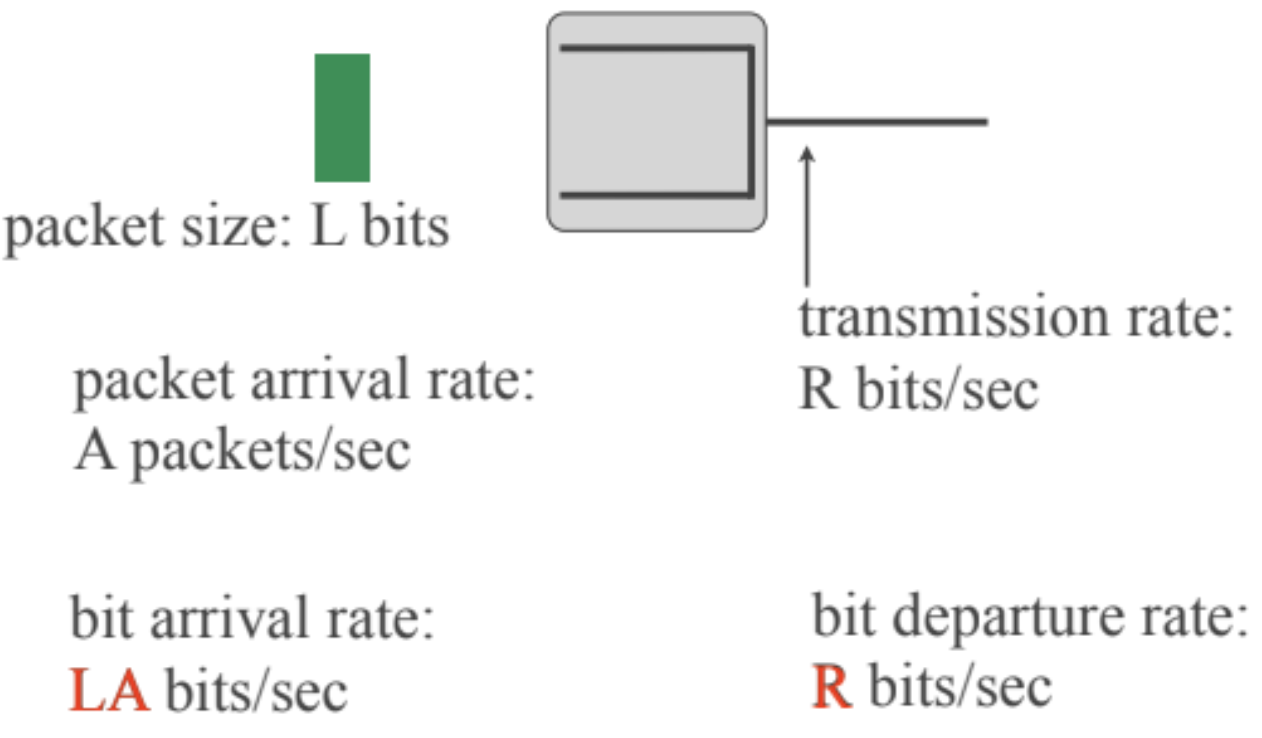 packet size: L bits
transmission rate:
R bits/sec
packet arrival rate:
A packets/sec
bit arrival rate:
LA bits/sec
bit departure rate:
R bits/sec